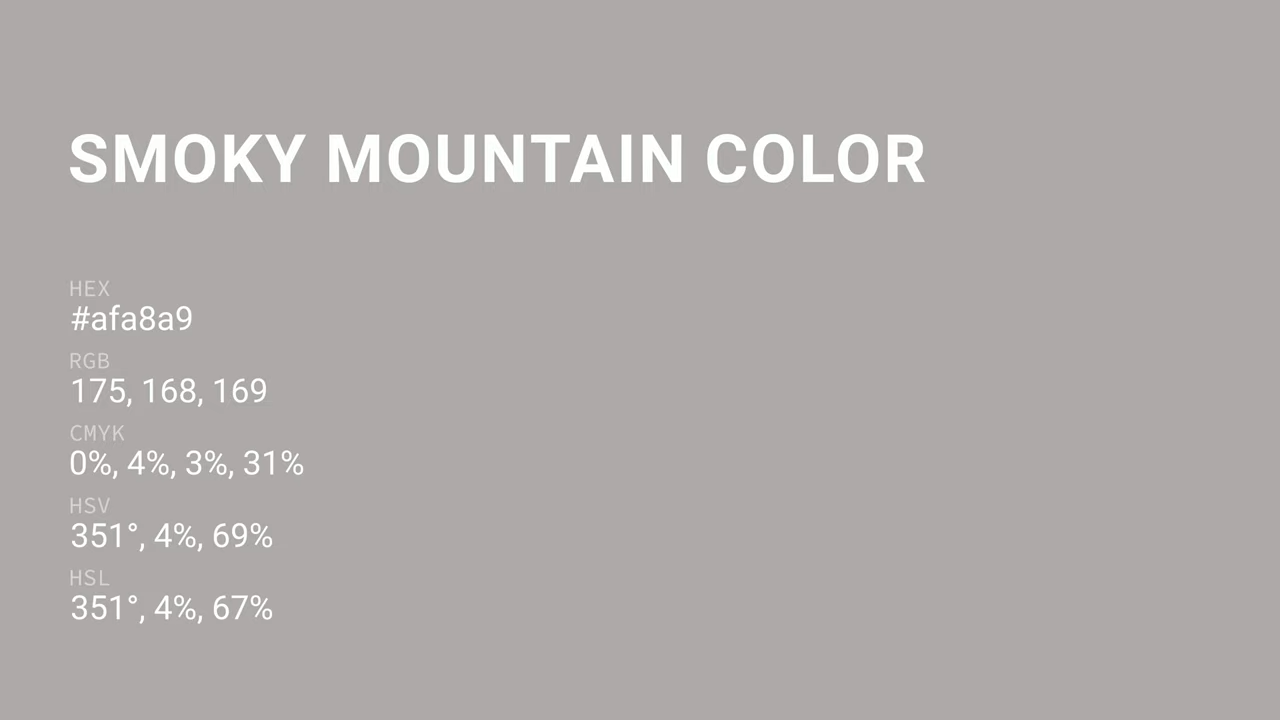 SMOKY MOUNTAIN COLOR
HEX
#afa8a9
RGB
175, 168, 169
CMYK
0%, 4%, 3%, 31%
HSV
351°, 4%, 69%
HSL
351°, 4%, 67%